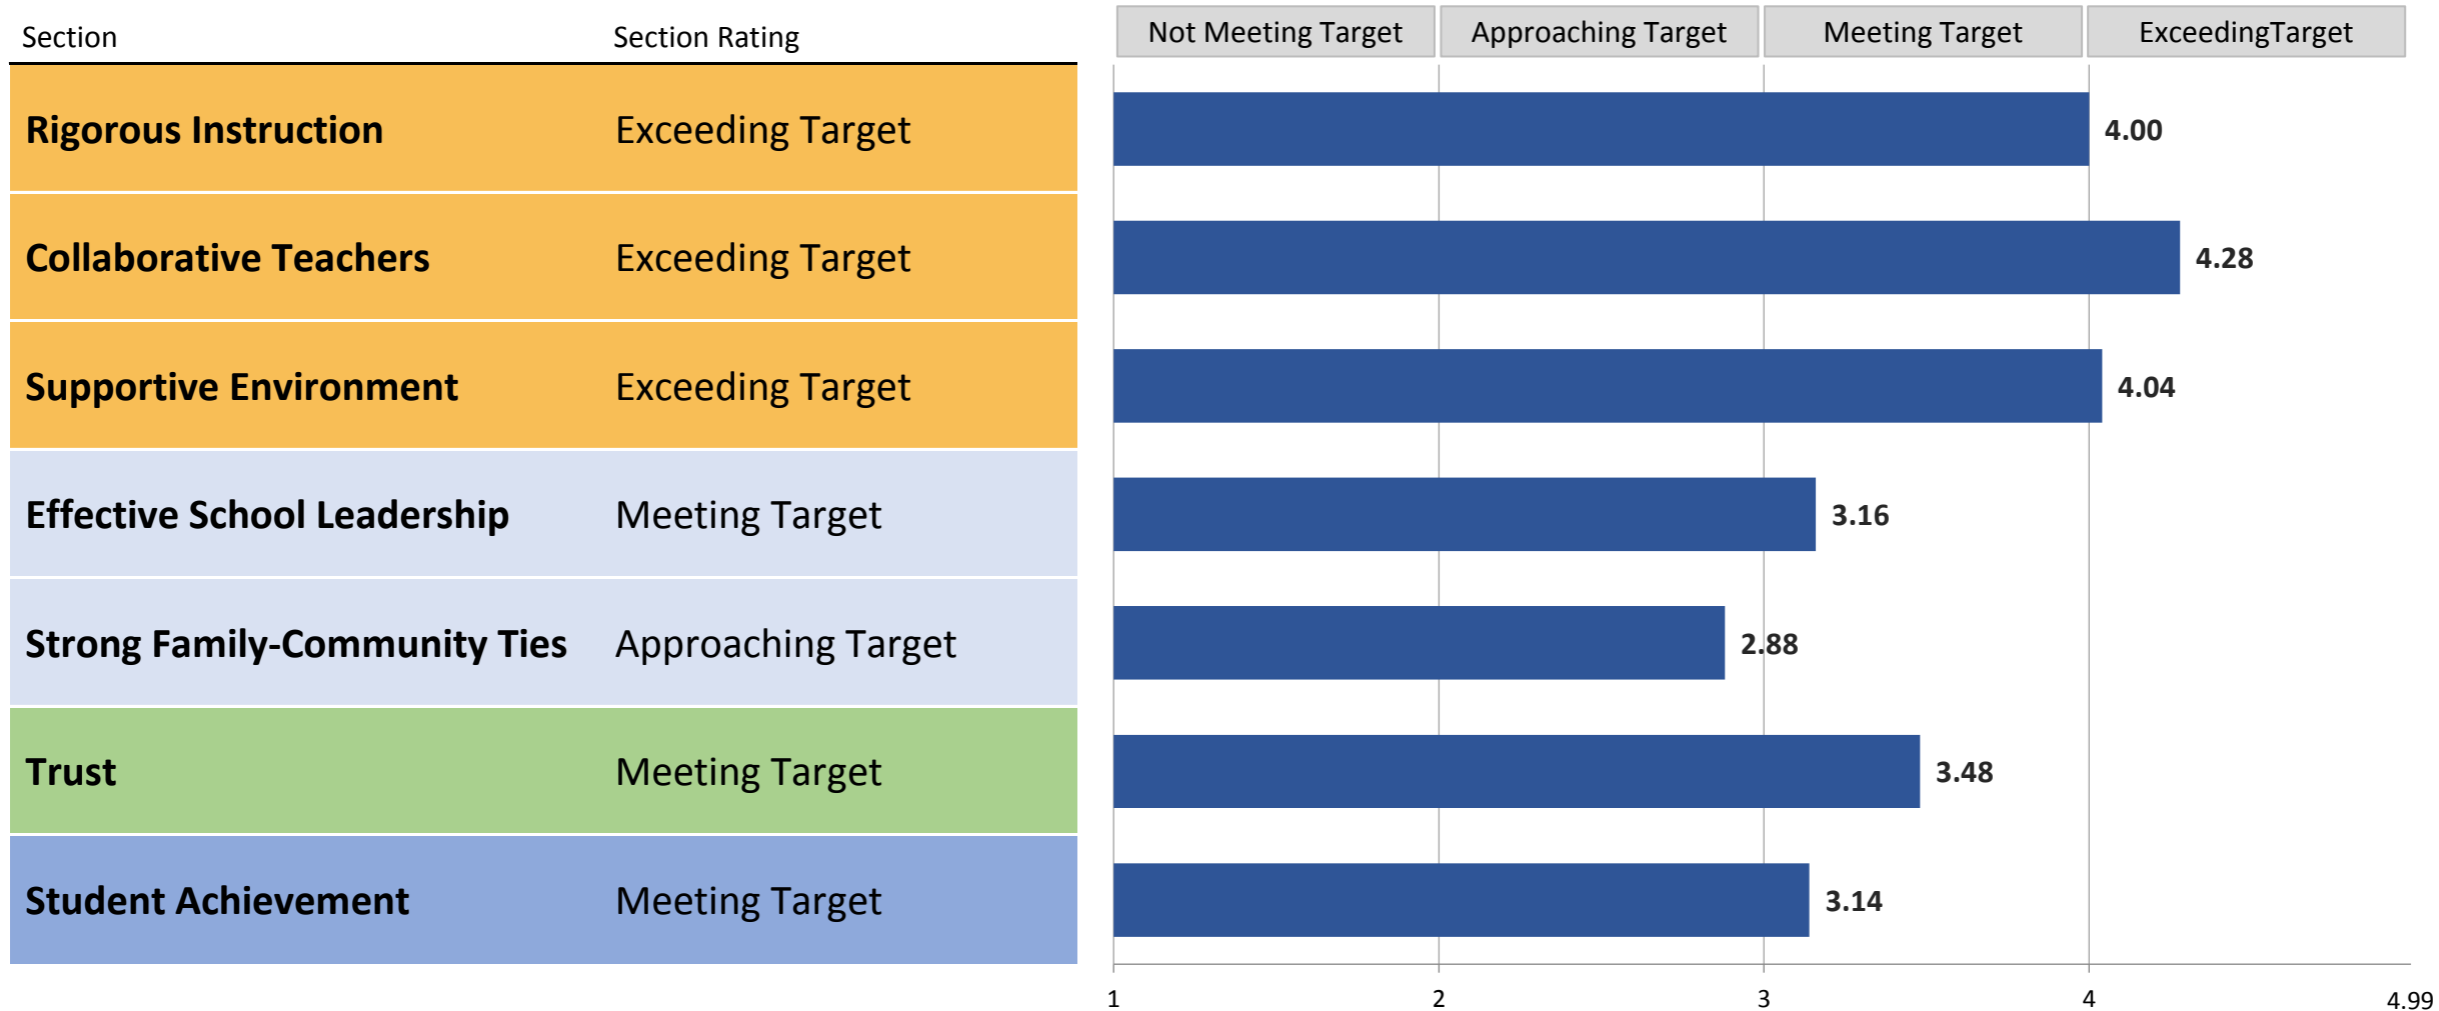 Section Section Rating Not Meeting Target Approaching Target Meeting Target ExceedingTarget
Rigorous Instruction Exceeding Target 4.00
Collaborative Teachers Exceeding Target 4.28
Supportive Environment Exceeding Target 4.04
Effective School Leadership Meeting Target 3.16
Strong Family-Community Ties Approaching Target 2.88
Trust Meeting Target 3.48
Student Achievement Meeting Target 3.14
1 2 3 4 4.99